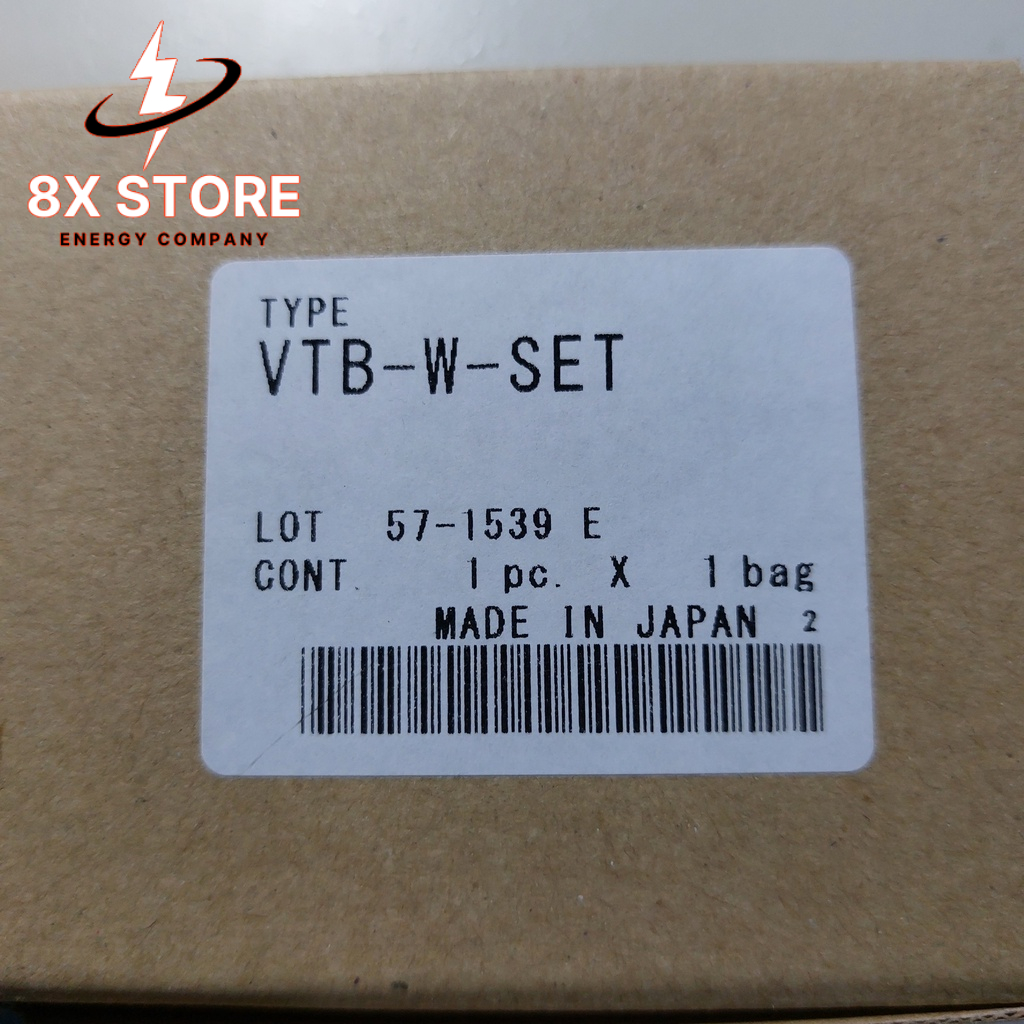 8X STORE
ENERGY COMPANY
TYPE
VTB-W-SET
LOT 57-1539 E
CONT. 1 pc. X 1 bag
MADE IN JAPAN 2